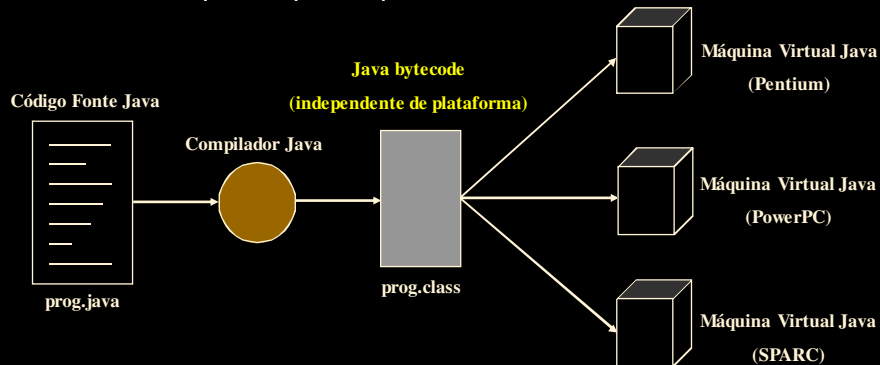 Código Fonte Java
prog.java
Compilador Java
Java bytecode
(independente de plataforma)
prog.class
Máquina Virtual Java
(Pentium)
Máquina Virtual Java
(PowerPC)
Máquina Virtual Java
(SPARC)